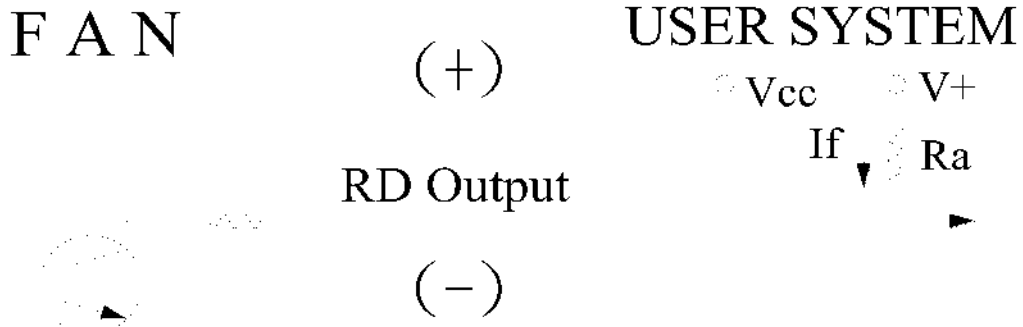 F A N
USER SYSTEM
(+)
Vcc
V+
If
Ra
RD Output
(−)